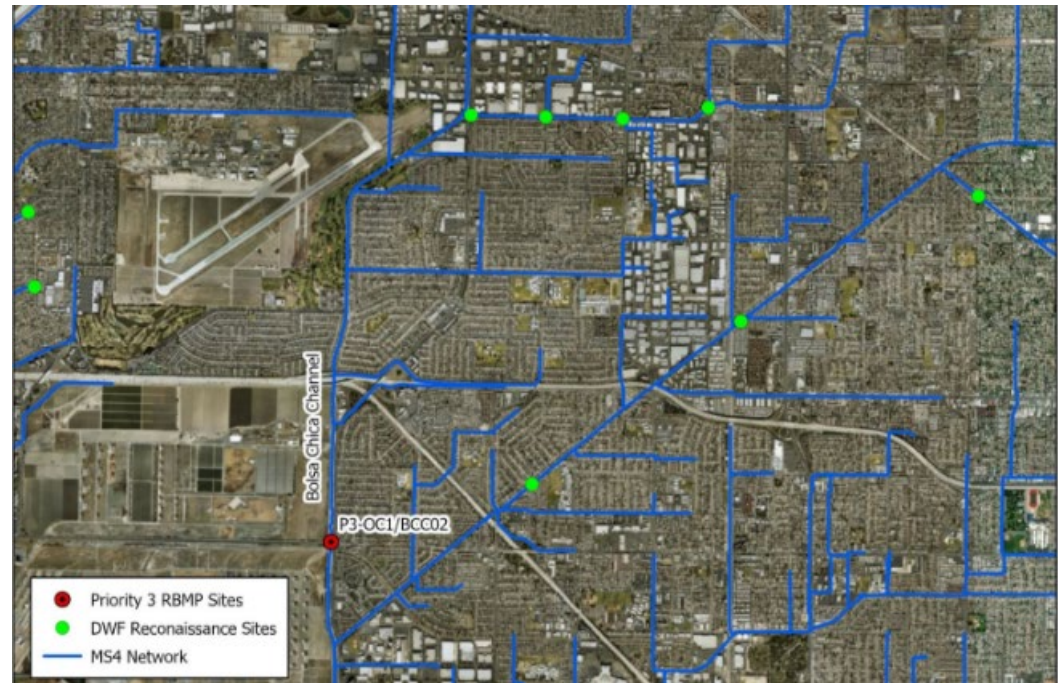 Bolsa Chica Channel
P3-OC1/BCC02
Priority 3 RBMP Sites
DWF Reconaissance Sites
MS4 Network